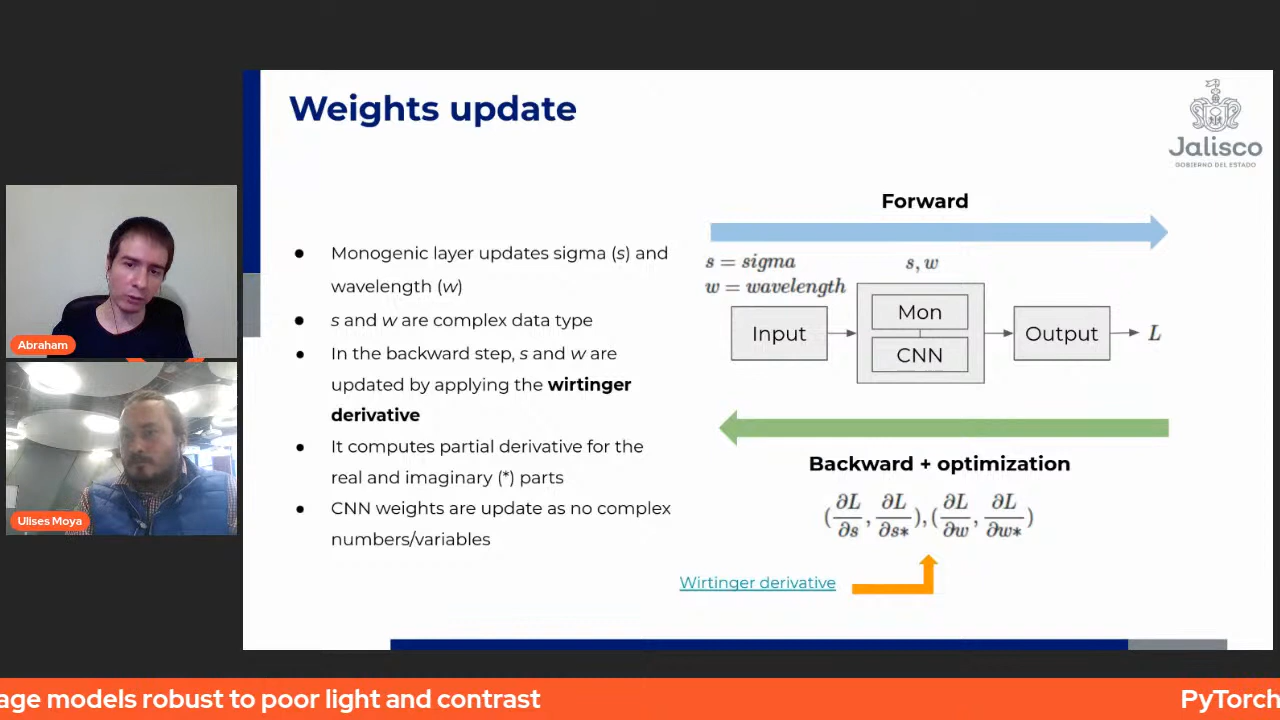 Weights update
Jalisco
GOBIERNO DEL ESTADO
● Monogenic layer updates sigma (s) and
wavelength (w)
● s and w are complex data type
● In the backward step, s and w are
updated by applying the wirtinger
derivative
● It computes partial derivative for the
real and imaginary (*) parts
● CNN weights are update as no complex
numbers/variables
Forward
s = sigma
w = wavelength
s, w
Input
Mon
CNN
Output
L
Backward + optimization
(∂L/∂s, ∂L/∂s*), (∂L/∂w, ∂L/∂w*)
Wirtinger derivative
Abraham
Ulises Moya
age models robust to poor light and contrast
PyTorch